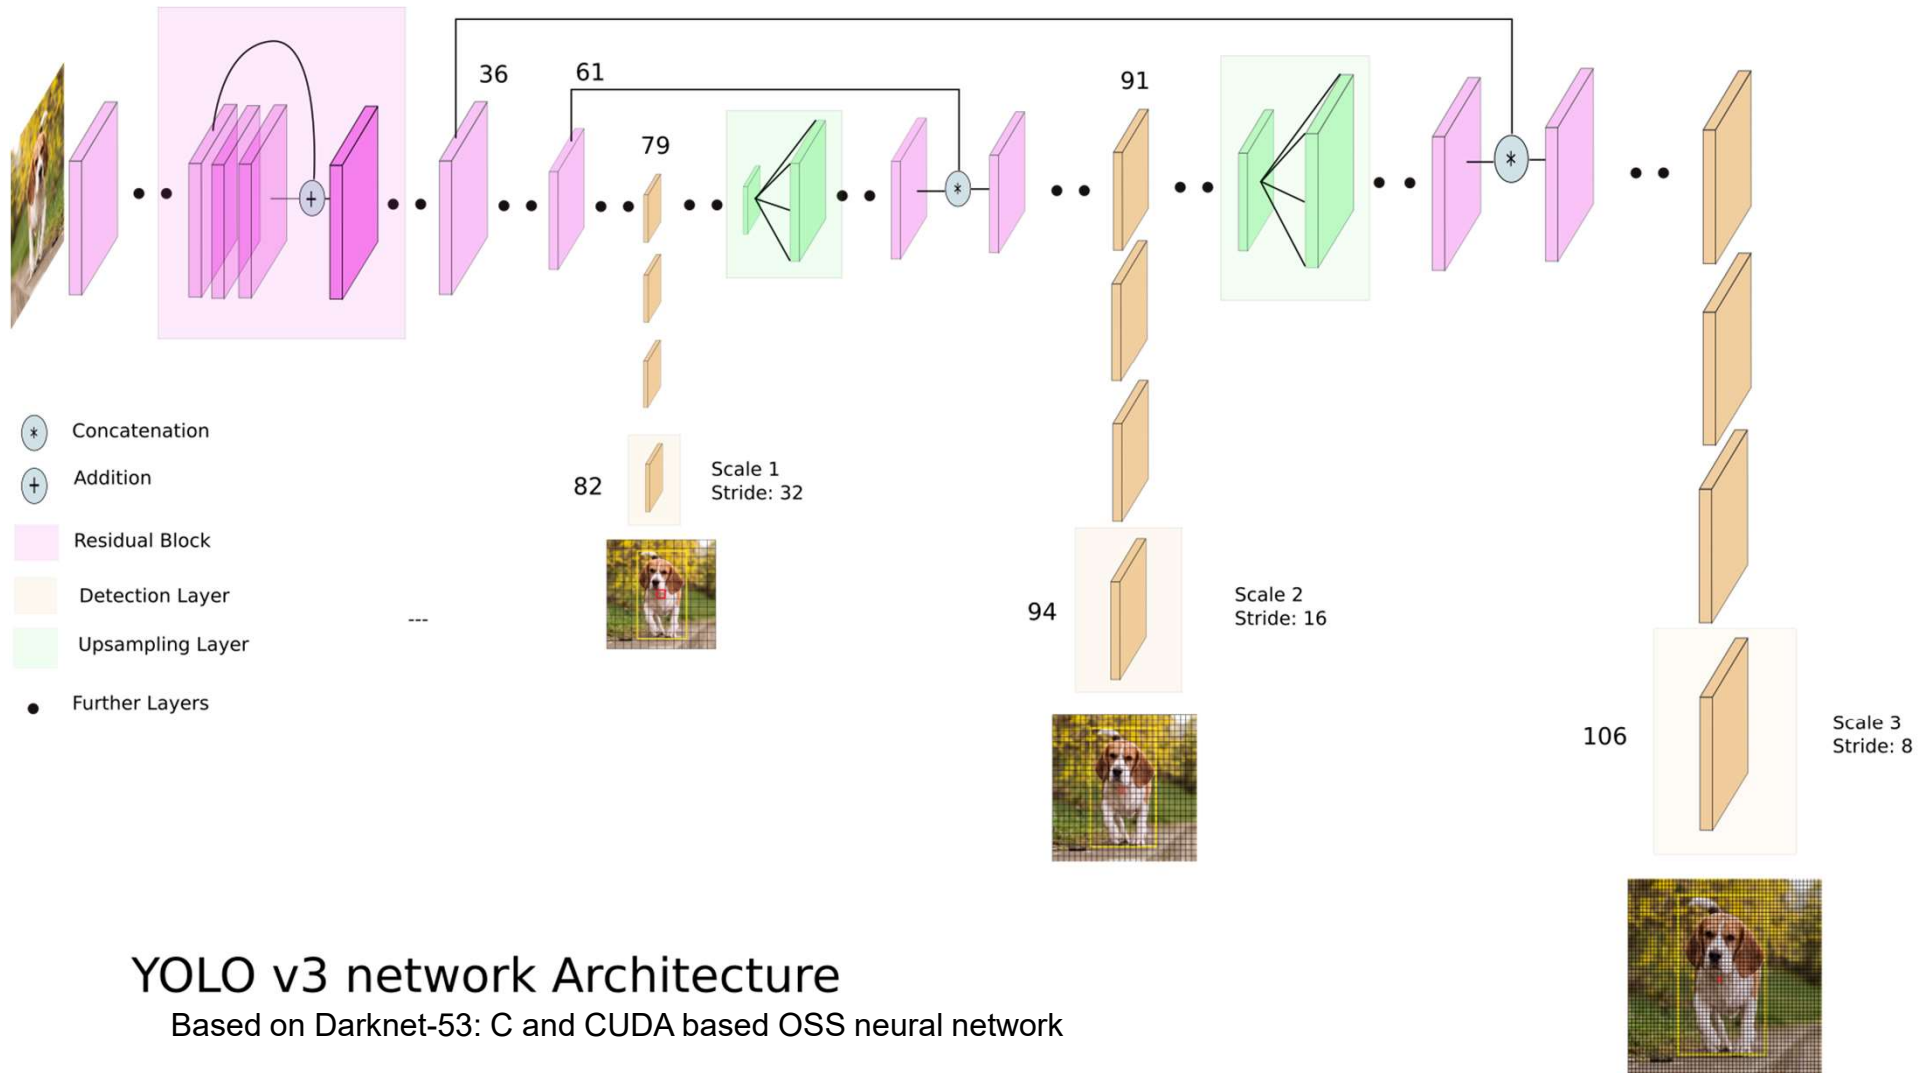 36
61
91
79
+
*
*
* Concatenation
+ Addition
Residual Block
Detection Layer
Upsampling Layer
Further Layers
---
82
Scale 1
Stride: 32
94
Scale 2
Stride: 16
106
Scale 3
Stride: 8
YOLO v3 network Architecture
Based on Darknet-53: C and CUDA based OSS neural network